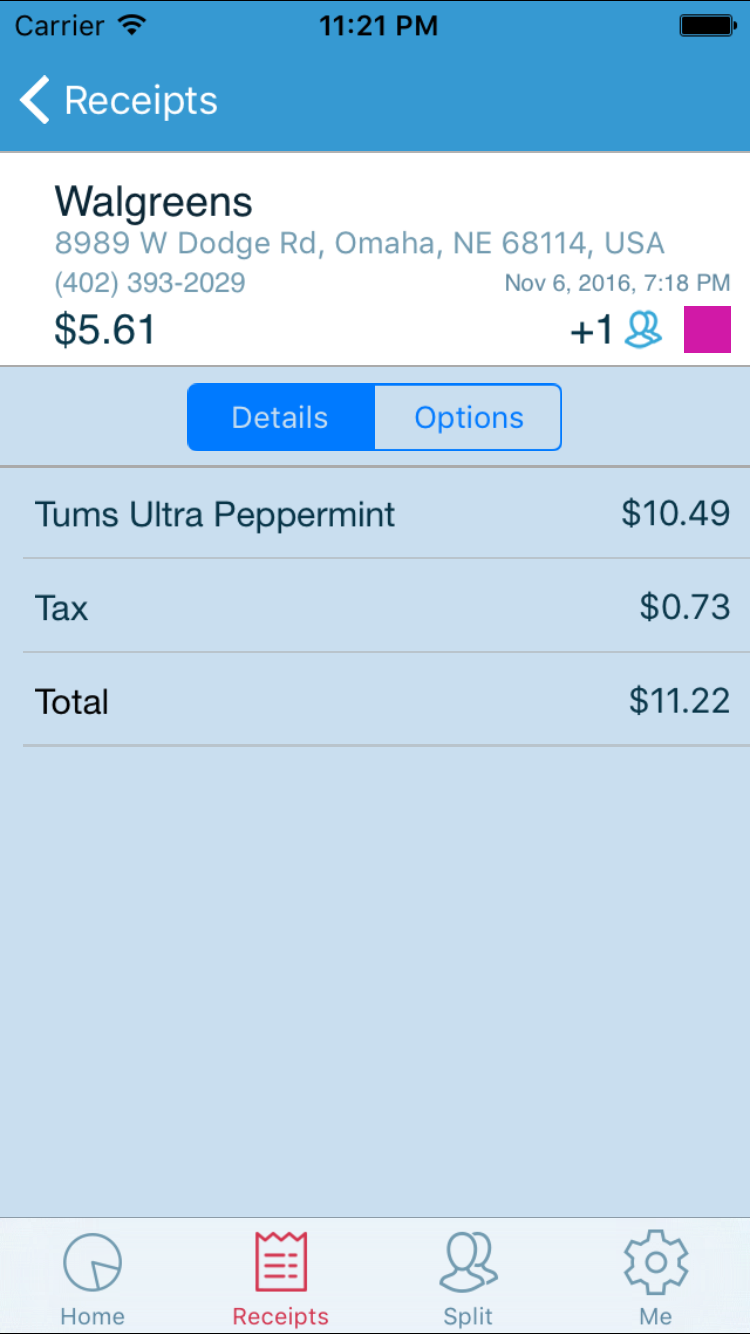 Carrier 11:21 PM
Receipts
Walgreens
8989 W Dodge Rd, Omaha, NE 68114, USA
(402) 393-2029 Nov 6, 2016, 7:18 PM
$5.61 +1
Details Options
Tums Ultra Peppermint $10.49
Tax $0.73
Total $11.22
Home Receipts Split Me